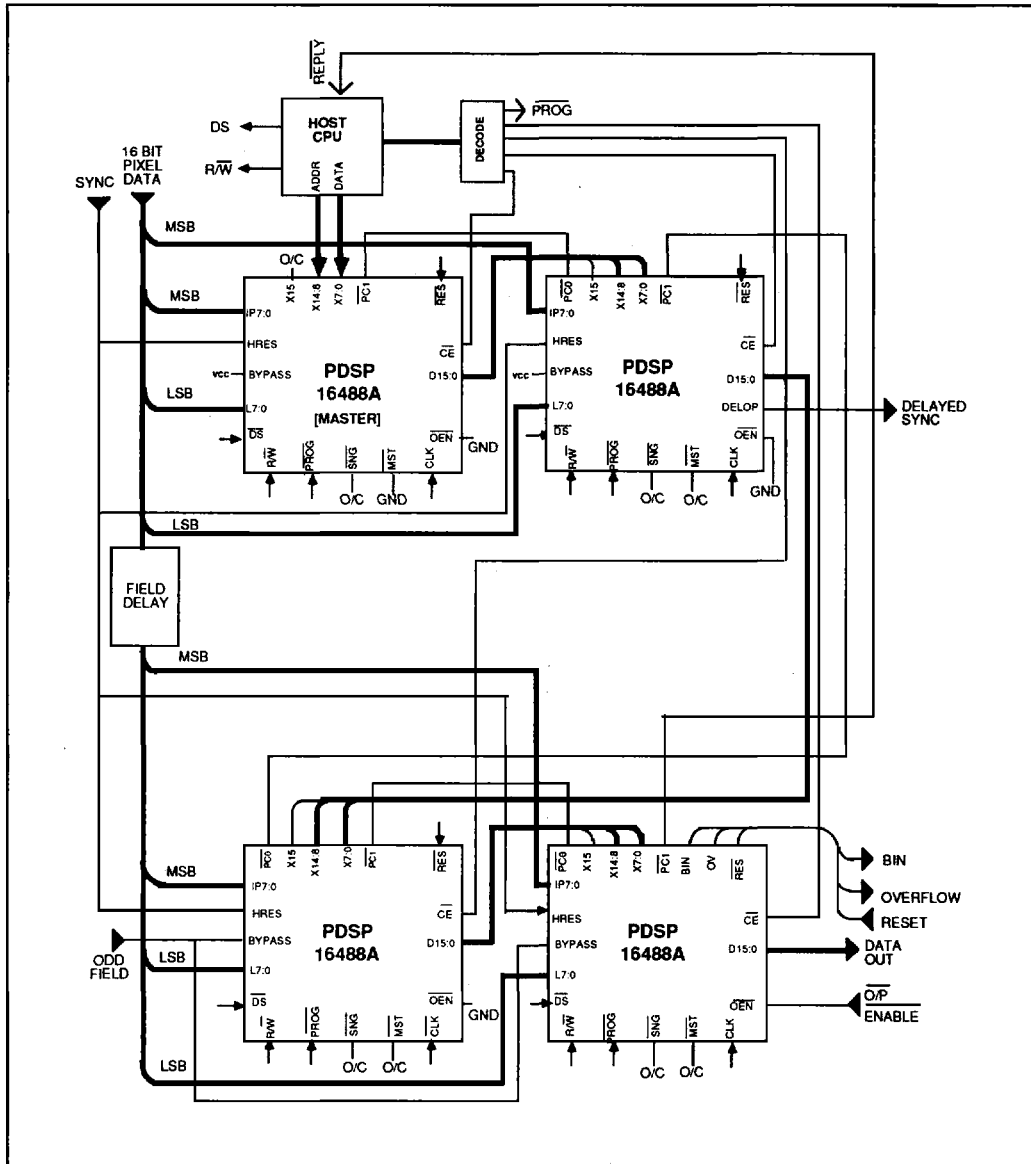 REPLY
HOST
CPU
ADDR
DATA
DS
R/W
DECODE
PROG
SYNC
16 BIT
PIXEL
DATA
MSB
MSB
LSB
LSB
O/C
X15
X14:8
X7:0
PC1
RES
IP7:0
HRES
vcc
BYPASS
L7:0
DS
PDSP
16488A
[MASTER]
CE
D15:0
OEN
GND
R/W
PROG
SNG
MST
CLK
O/C
GND
PC0
X15
X14:8
X7:0
PC1
RES
IP7:0
HRES
vcc
BYPASS
L7:0
DS
PDSP
16488A
CE
D15:0
DELOP
OEN
GND
DELAYED
SYNC
R/W
PROG
SNG
MST
CLK
O/C
O/C
FIELD
DELAY
MSB
MSB
LSB
LSB
ODD
FIELD
PC0
X15
X14:8
X7:0
PC1
RES
IP7:0
HRES
BYPASS
L7:0
DS
PDSP
16488A
CE
D15:0
OEN
GND
R/W
PROG
SNG
MST
CLK
O/C
O/C
PC0
X15
X14:8
X7:0
PC1
BIN
OV
RES
IP7:0
HRES
BYPASS
L7:0
DS
PDSP
16488A
CE
D15:0
OEN
R/W
PROG
SNG
MST
CLK
O/C
O/C
BIN
OVERFLOW
RESET
DATA
OUT
O/P
ENABLE